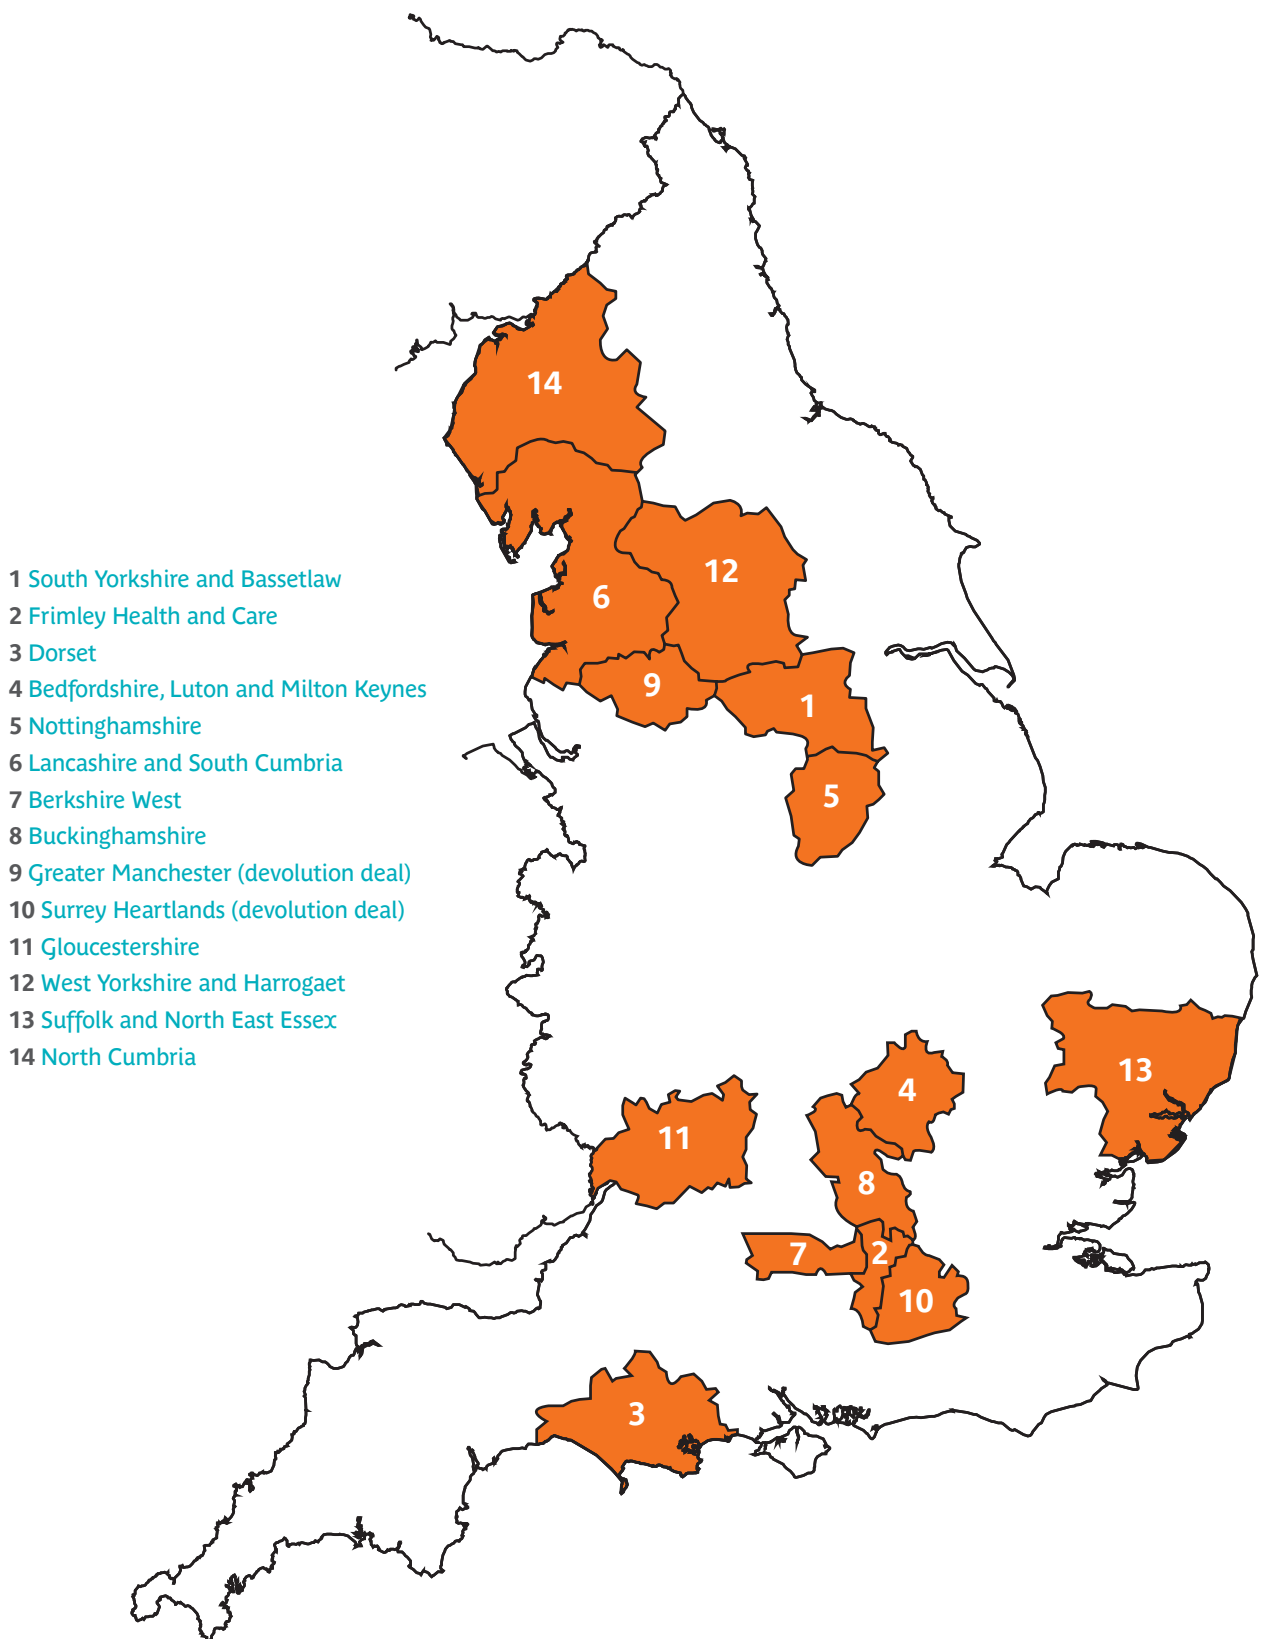 14
12
6
9
1
5
1 South Yorkshire and Bassetlaw
2 Frimley Health and Care
3 Dorset
4 Bedfordshire, Luton and Milton Keynes
5 Nottinghamshire
6 Lancashire and South Cumbria
7 Berkshire West
8 Buckinghamshire
9 Greater Manchester (devolution deal)
10 Surrey Heartlands (devolution deal)
11 Gloucestershire
12 West Yorkshire and Harrogaet
13 Suffolk and North East Essex
14 North Cumbria
13
4
11
8
7
2
10
3